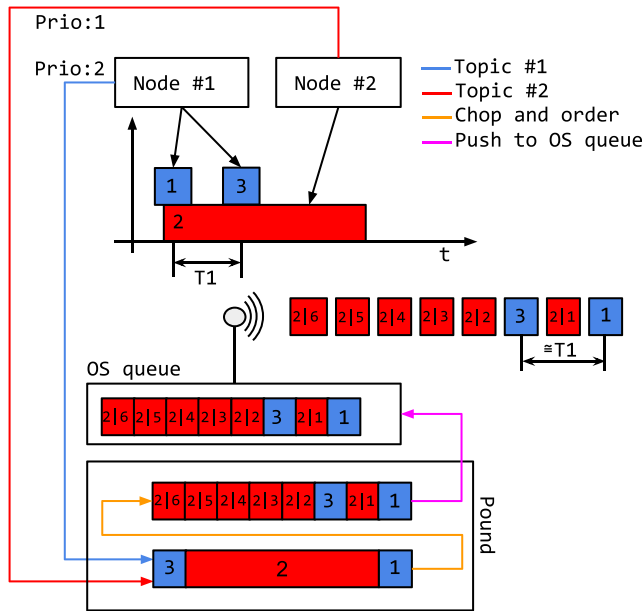 Prio:1
Prio:2
Node #1
Node #2
Topic #1
Topic #2
Chop and order
Push to OS queue
1
3
2
t
T1
2|6 2|5 2|4 2|3 2|2 3 2|1 1
≅T1
OS queue
2|6 2|5 2|4 2|3 2|2 3 2|1 1
2|6 2|5 2|4 2|3 2|2 3 2|1 1
Pound
3 2 1